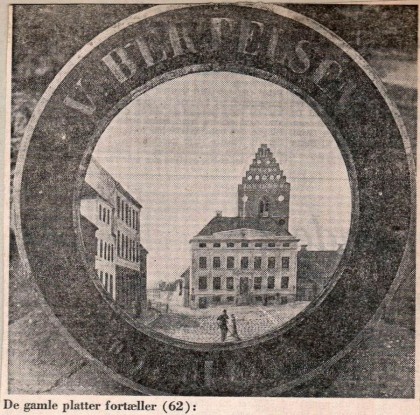 V. BERTELSEN
De gamle platter fortæller (62):